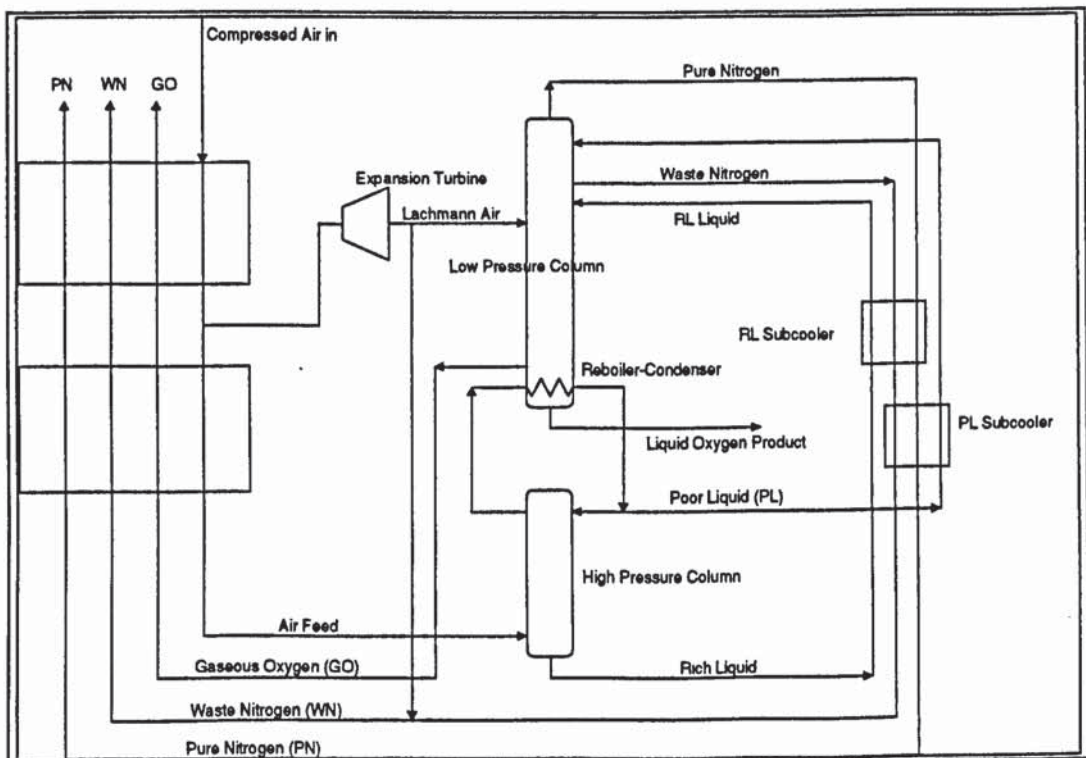 Compressed Air in
PN
WN
GO
Pure Nitrogen
Expansion Turbine
Waste Nitrogen
Lachmann Air
RL Liquid
Low Pressure Column
RL Subcooler
Reboiler-Condenser
PL Subcooler
Liquid Oxygen Product
Poor Liquid (PL)
High Pressure Column
Air Feed
Gaseous Oxygen (GO)
Rich Liquid
Waste Nitrogen (WN)
Pure Nitrogen (PN)